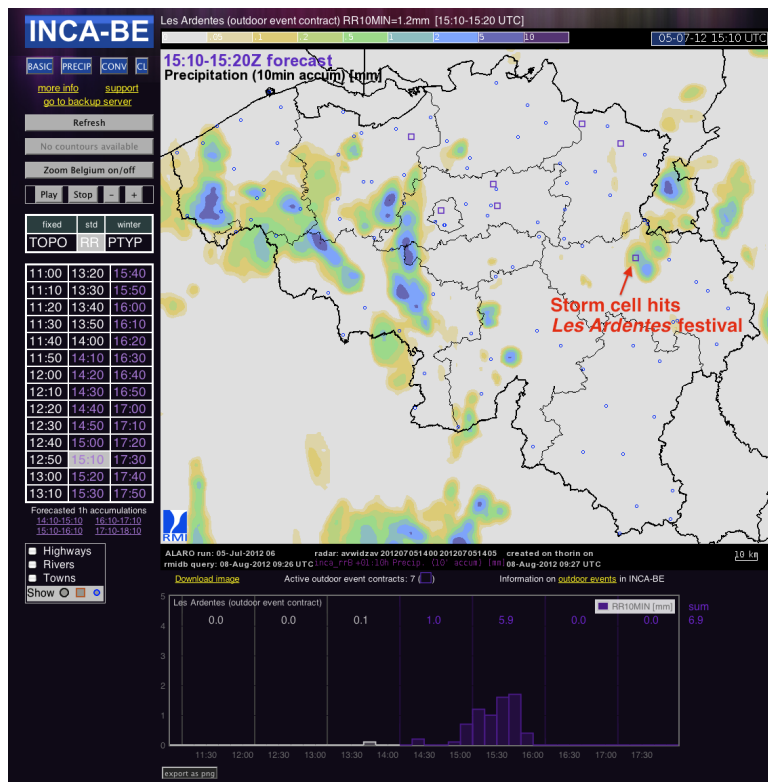 INCA-BE
Les Ardentes (outdoor event contract) RR10MIN=1.2mm [15:10-15:20 UTC]
.05 .1 .2 .5 1 2 5 10
05-07-12 15:10 UTC
BASIC PRECIP CONV CL
more info support
go to backup server
Refresh
No countours available
Zoom Belgium on/off
Play Stop - +
fixed std winter
TOPO RR PTYP
11:00 13:20 15:40
11:10 13:30 15:50
11:20 13:40 16:00
11:30 13:50 16:10
11:40 14:00 16:20
11:50 14:10 16:30
12:00 14:20 16:40
12:10 14:30 16:50
12:20 14:40 17:00
12:30 14:50 17:10
12:40 15:00 17:20
12:50 15:10 17:30
13:00 15:20 17:40
13:10 15:30 17:50
Forecasted 1h accumulations
14:10-15:10 16:10-17:10
15:10-16:10 17:10-18:10
Highways
Rivers
Towns
Show
15:10-15:20Z forecast
Precipitation (10min accum) [mm]
Storm cell hits
Les Ardentes festival
RMI
10 km
ALARO run: 05-Jul-2012 06 radar: avwidzav 201207051400 201207051405 created on thorin on
rmidb query: 08-Aug-2012 09:26 UTC inca_rrB +01:10h Precip. (10' accum) [mm] 08-Aug-2012 09:27 UTC
Download image Active outdoor event contracts: 7 ( ) Information on outdoor events in INCA-BE
Les Ardentes (outdoor event contract) RR10MIN [mm] sum
0.0 0.0 0.1 1.0 5.9 0.0 0.0 6.9
5
4
3
2
1
0
11:30 12:00 12:30 13:00 13:30 14:00 14:30 15:00 15:30 16:00 16:30 17:00 17:30
export as png